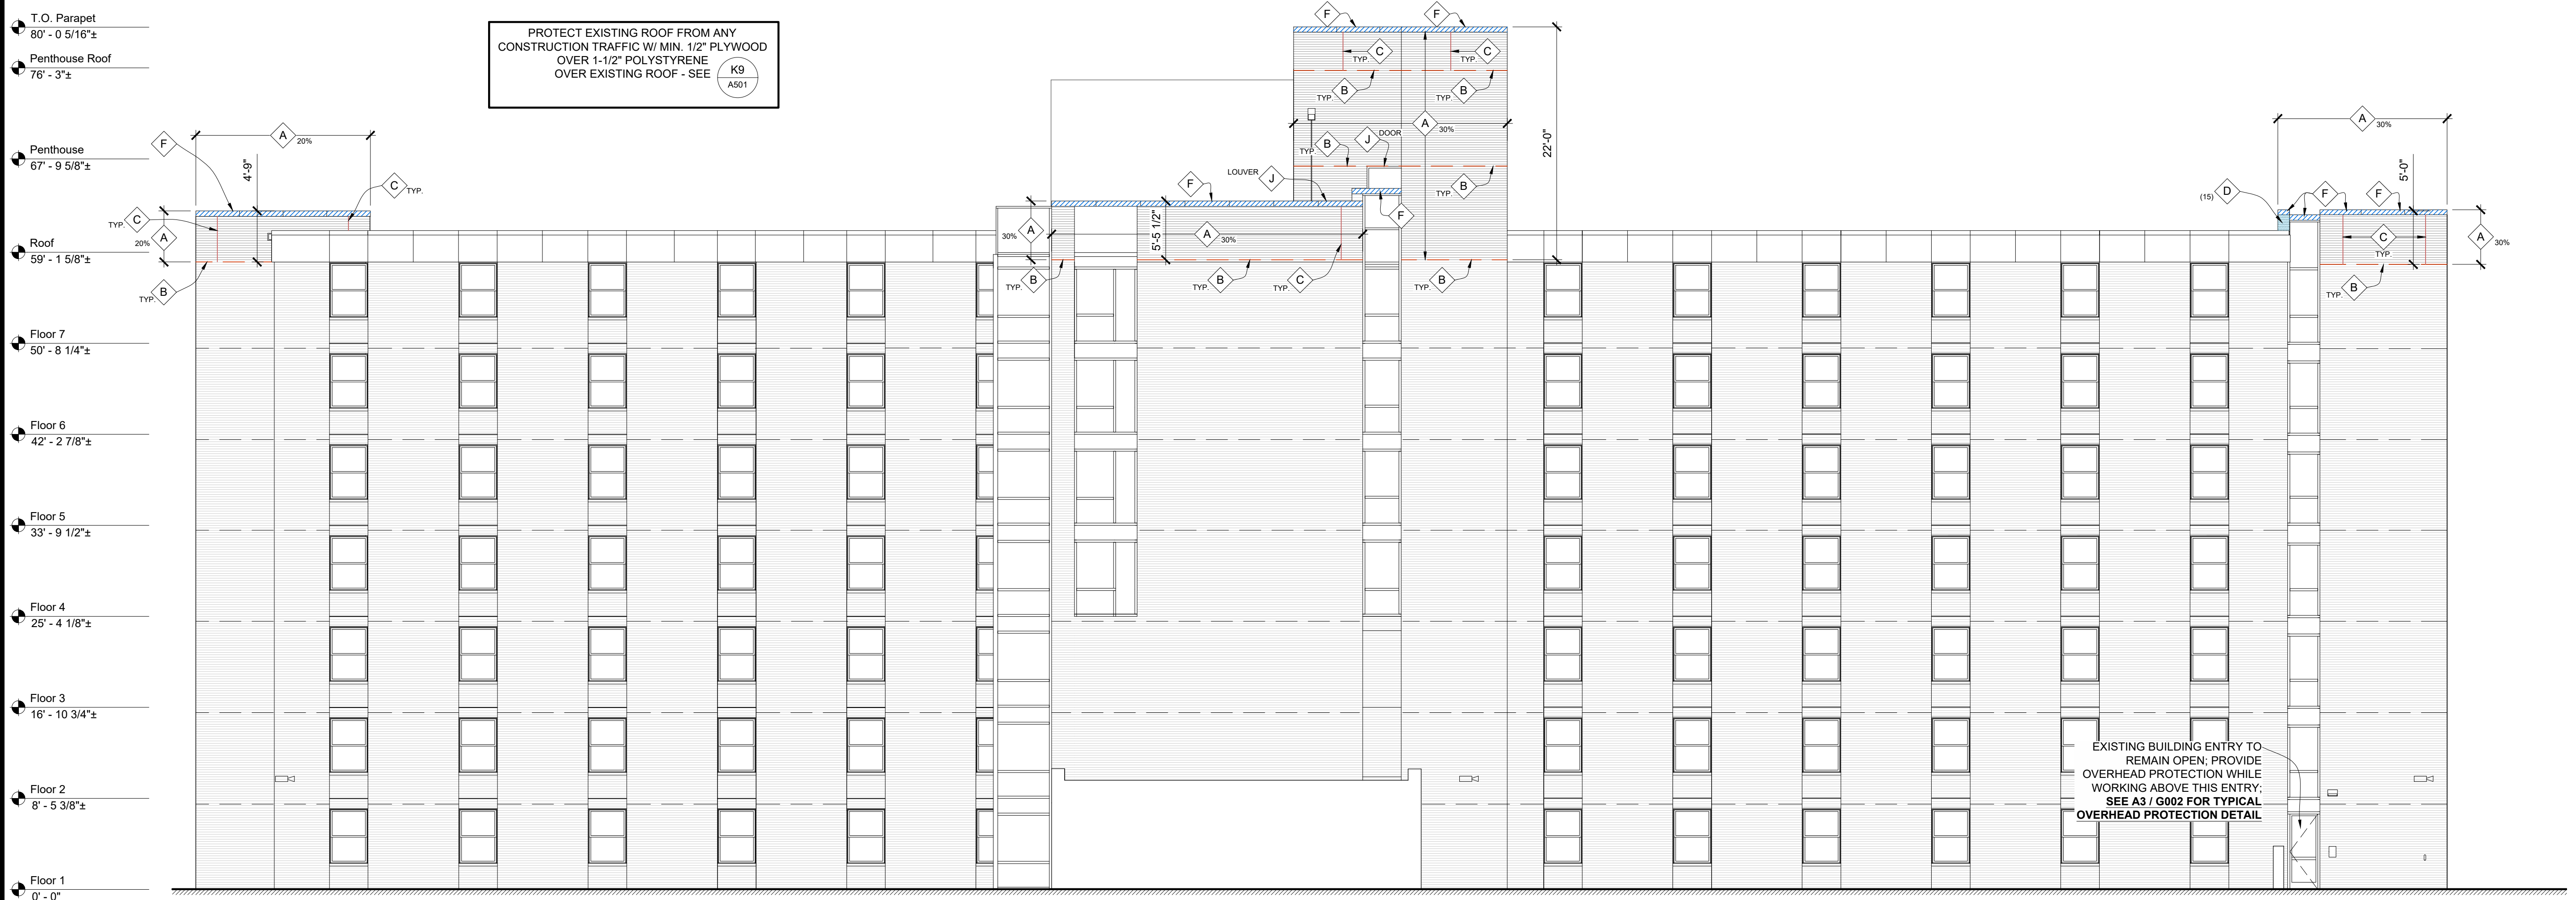 T.O. Parapet
80' - 0 5/16"±
Penthouse Roof
76' - 3"±
Penthouse
67' - 9 5/8"±
Roof
59' - 1 5/8"±
Floor 7
50' - 8 1/4"±
Floor 6
42' - 2 7/8"±
Floor 5
33' - 9 1/2"±
Floor 4
25' - 4 1/8"±
Floor 3
16' - 10 3/4"±
Floor 2
8' - 5 3/8"±
Floor 1
0' - 0"
PROTECT EXISTING ROOF FROM ANY
CONSTRUCTION TRAFFIC W/ MIN. 1/2" PLYWOOD
OVER 1-1/2" POLYSTYRENE
OVER EXISTING ROOF - SEE
K9
A501
F
A
20%
4'-9"
C
TYP.
TYP.
C
20%
A
TYP.
B
F
F
C
TYP.
C
TYP.
TYP.
B
TYP.
B
A
30%
22'-0"
TYP.
B
J
DOOR
LOUVER
J
F
TYP.
B
F
30%
A
5'-5 1/2"
A
30%
TYP.
B
TYP.
B
TYP.
C
TYP.
B
A
30%
5'-0"
(15)
D
F
F
C
TYP.
A
30%
TYP.
B
EXISTING BUILDING ENTRY TO
REMAIN OPEN; PROVIDE
OVERHEAD PROTECTION WHILE
WORKING ABOVE THIS ENTRY;
SEE A3 / G002 FOR TYPICAL
OVERHEAD PROTECTION DETAIL